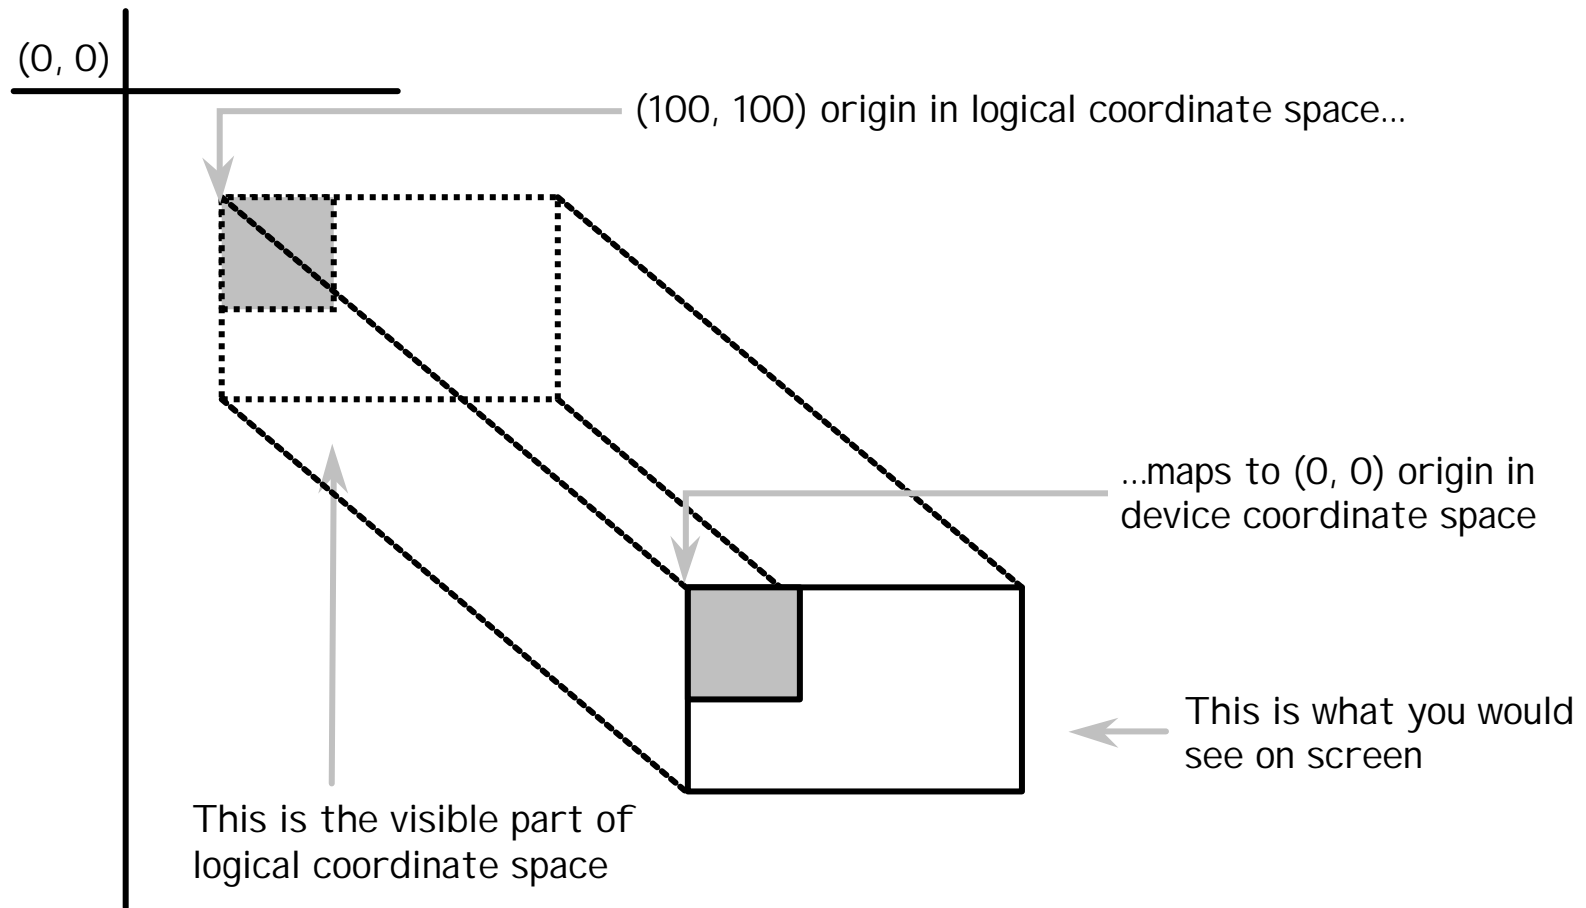 (0, 0)
(100, 100) origin in logical coordinate space...
...maps to (0, 0) origin in
device coordinate space
This is what you would
see on screen
This is the visible part of
logical coordinate space